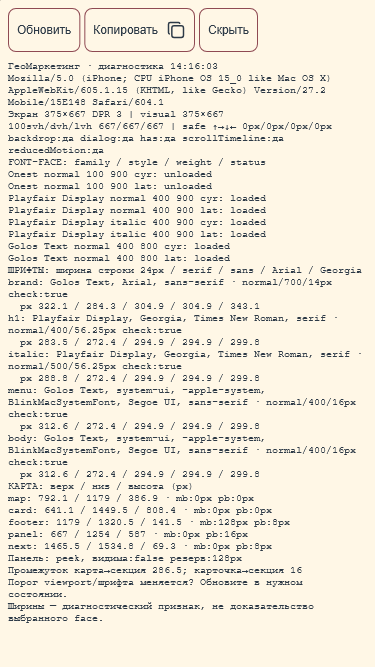 Обновить
Копировать
Скрыть
ГеоМаркетинг · диагностика 14:16:03
Mozilla/5.0 (iPhone; CPU iPhone OS 15_0 like Mac OS X)
AppleWebKit/605.1.15 (KHTML, like Gecko) Version/27.2
Mobile/15E148 Safari/604.1
Экран 375×667 DPR 3 | visual 375×667
100svh/dvh/lvh 667/667/667 | safe ↑→↓← 0px/0px/0px/0px
backdrop:да dialog:да has:да scrollTimeline:да
reducedMotion:да
FONT-FACE: family / style / weight / status
Onest normal 100 900 cyr: unloaded
Onest normal 100 900 lat: unloaded
Playfair Display normal 400 900 cyr: loaded
Playfair Display normal 400 900 lat: loaded
Playfair Display italic 400 900 cyr: loaded
Playfair Display italic 400 900 lat: loaded
Golos Text normal 400 800 cyr: loaded
Golos Text normal 400 800 lat: loaded
ШРИФТЫ: ширина строки 24px / serif / sans / Arial / Georgia
brand: Golos Text, Arial, sans-serif · normal/700/14px
check:true
px 322.1 / 284.3 / 304.9 / 304.9 / 343.1
h1: Playfair Display, Georgia, Times New Roman, serif ·
normal/400/56.25px check:true
px 283.5 / 272.4 / 294.9 / 294.9 / 299.8
italic: Playfair Display, Georgia, Times New Roman, serif ·
normal/500/56.25px check:true
px 288.8 / 272.4 / 294.9 / 294.9 / 299.8
menu: Golos Text, system-ui, -apple-system,
BlinkMacSystemFont, Segoe UI, sans-serif · normal/400/16px
check:true
px 312.6 / 272.4 / 294.9 / 294.9 / 299.8
body: Golos Text, system-ui, -apple-system,
BlinkMacSystemFont, Segoe UI, sans-serif · normal/400/16px
check:true
px 312.6 / 272.4 / 294.9 / 294.9 / 299.8
КАРТА: верх / низ / высота (px)
map: 792.1 / 1179 / 386.9 · mb:0px pb:0px
card: 641.1 / 1449.5 / 808.4 · mb:0px pb:0px
footer: 1179 / 1320.5 / 141.5 · mb:128px pb:8px
panel: 667 / 1254 / 587 · mb:0px pb:16px
next: 1465.5 / 1534.8 / 69.3 · mb:0px pb:8px
Панель: peek, видима:false резерв:128px
Промежуток карта→секция 286.5; карточка→секция 16
Порог viewport/шрифта меняется? Обновите в нужном
состоянии.
Ширины — диагностический признак, не доказательство
выбранного face.